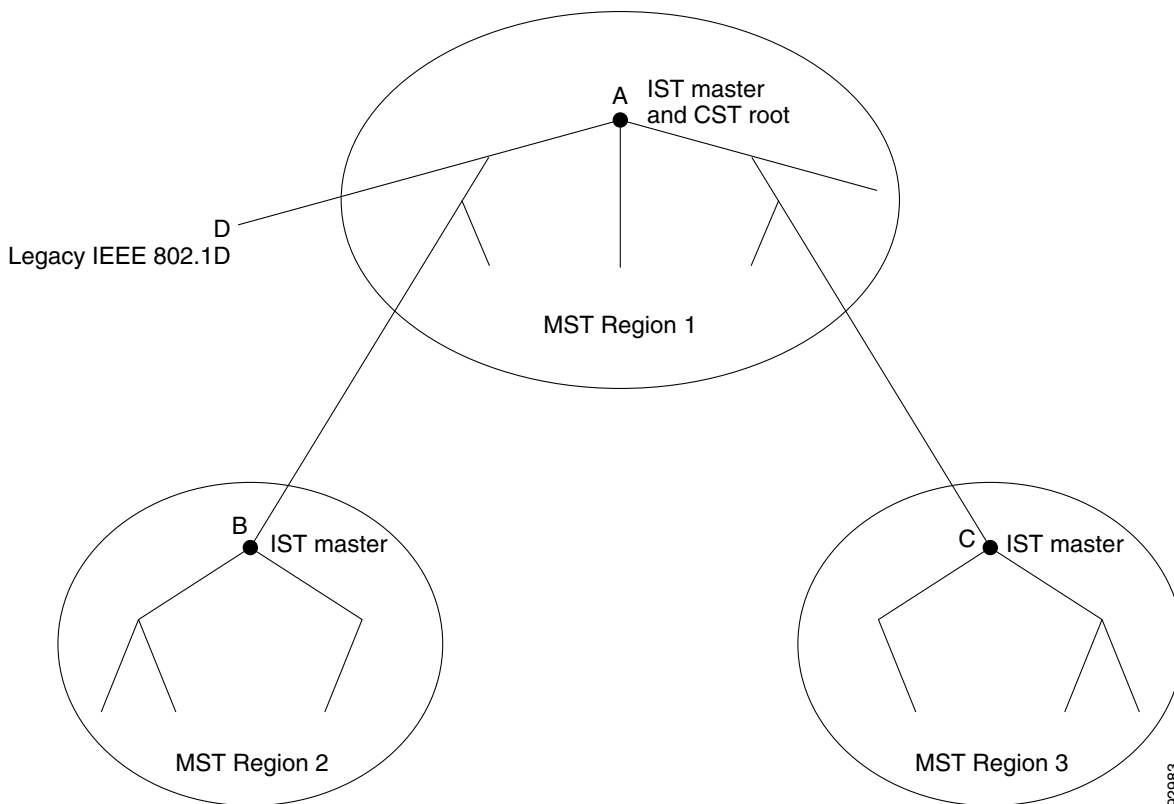 A
IST master
and CST root
D
Legacy IEEE 802.1D
MST Region 1
B
IST master
C
IST master
MST Region 2
MST Region 3